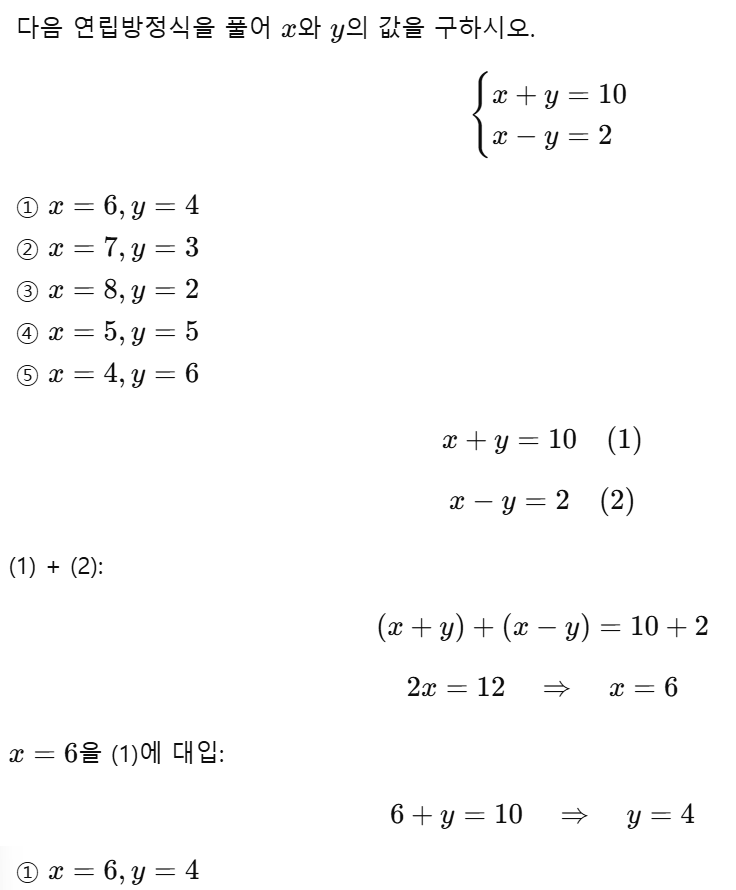 다음 연립방정식을 풀어 x와 y의 값을 구하시오.
{x + y = 10
x − y = 2
① x = 6, y = 4
② x = 7, y = 3
③ x = 8, y = 2
④ x = 5, y = 5
⑤ x = 4, y = 6
x + y = 10 (1)
x − y = 2 (2)
(1) + (2):
(x + y) + (x − y) = 10 + 2
2x = 12 ⇒ x = 6
x = 6을 (1)에 대입:
6 + y = 10 ⇒ y = 4
① x = 6, y = 4